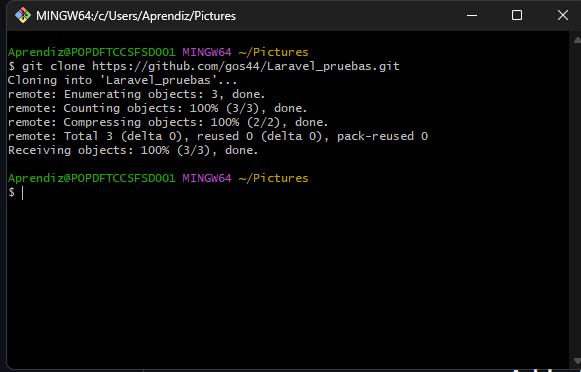 MINGW64:/c/Users/Aprendiz/Pictures
Aprendiz@POPDFTCCSFSD001 MINGW64 ~/Pictures
$ git clone https://github.com/gos44/Laravel_pruebas.git
Cloning into 'Laravel_pruebas'...
remote: Enumerating objects: 3, done.
remote: Counting objects: 100% (3/3), done.
remote: Compressing objects: 100% (2/2), done.
remote: Total 3 (delta 0), reused 0 (delta 0), pack-reused 0
Receiving objects: 100% (3/3), done.
Aprendiz@POPDFTCCSFSD001 MINGW64 ~/Pictures
$